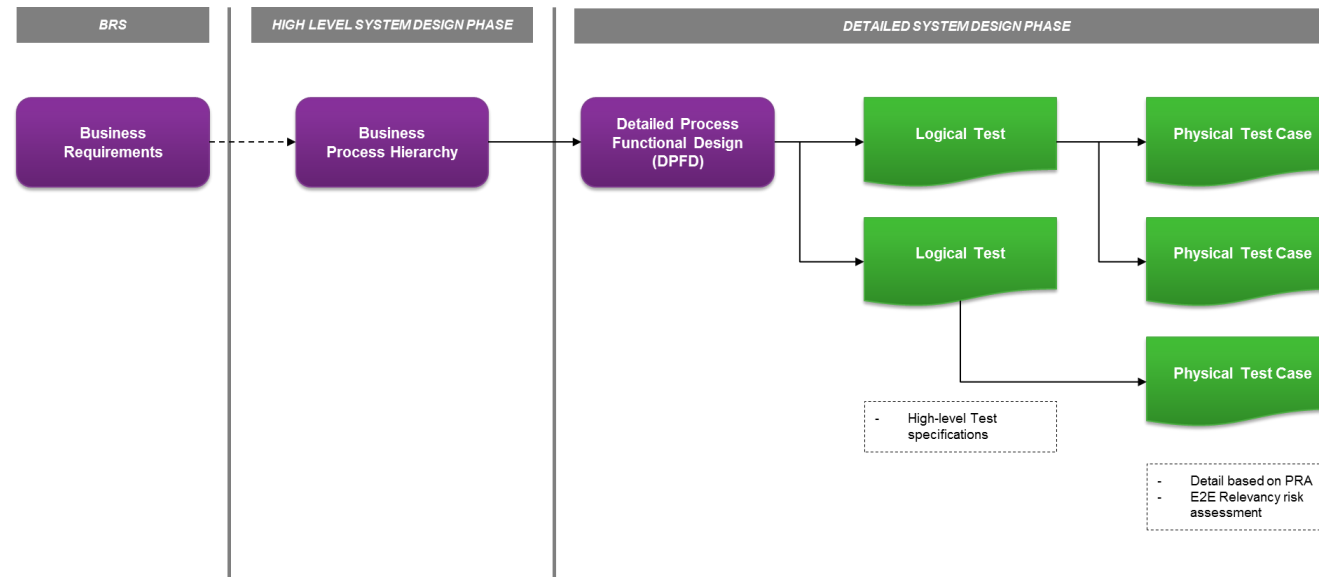 BRS
HIGH LEVEL SYSTEM DESIGN PHASE
DETAILED SYSTEM DESIGN PHASE
Business
Requirements
Business
Process Hierarchy
Detailed Process
Functional Design
(DPFD)
Logical Test
Physical Test Case
Logical Test
Physical Test Case
Physical Test Case
- High-level Test
specifications
- Detail based on PRA
- E2E Relevancy risk
assessment